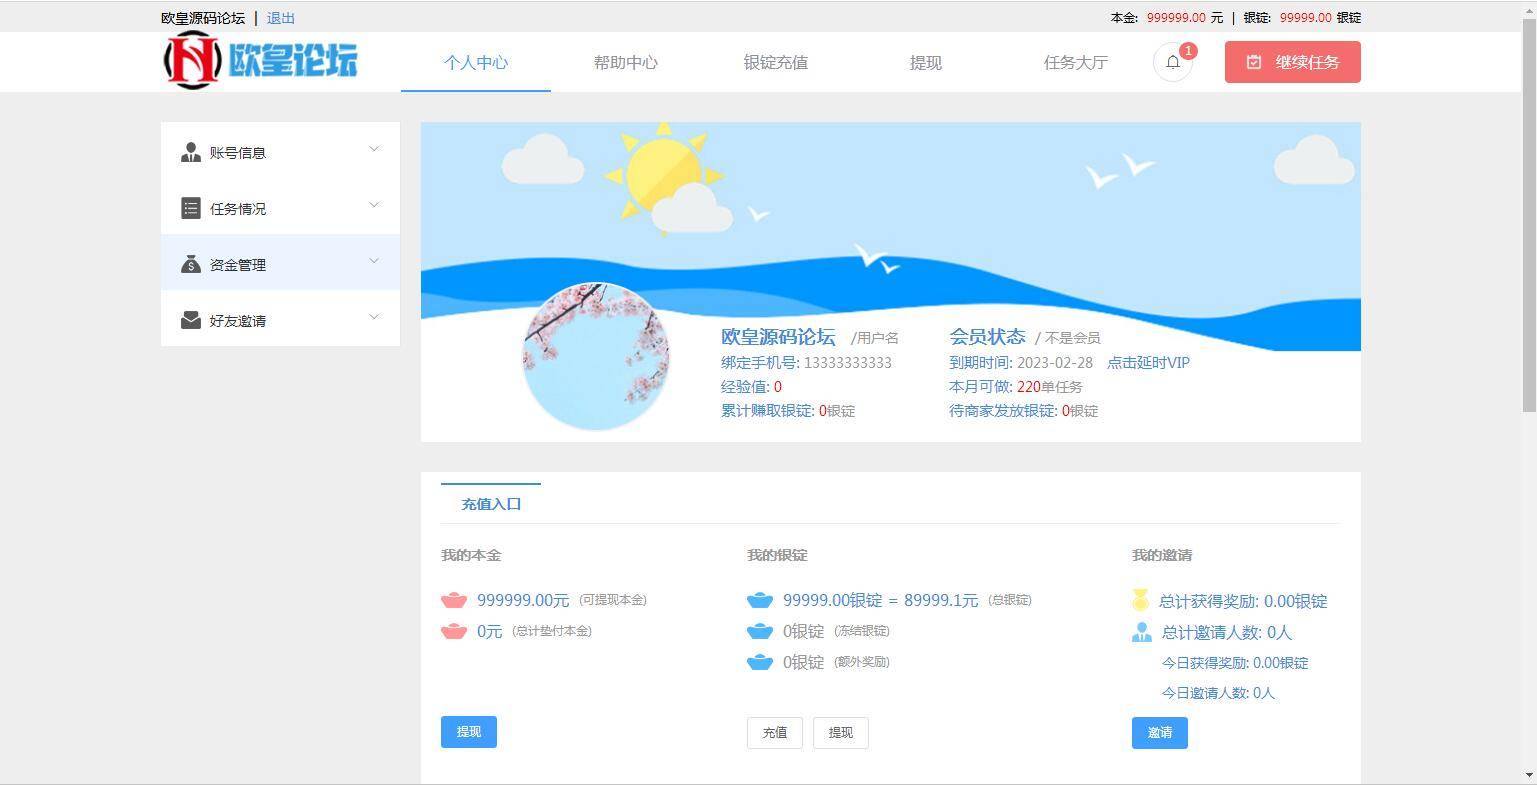 欧皇源码论坛 | 退出
本金: 999999.00 元 | 银锭: 99999.00 银锭
欧皇论坛
个人中心
帮助中心
银锭充值
提现
任务大厅
1
继续任务
账号信息
任务情况
资金管理
好友邀请
欧皇源码论坛 /用户名
绑定手机号: 13333333333
经验值: 0
累计赚取银锭: 0银锭
会员状态 / 不是会员
到期时间: 2023-02-28 点击延时VIP
本月可做: 220单任务
待商家发放银锭: 0银锭
充值入口
我的本金
999999.00元 (可提现本金)
0元 (总计垫付本金)
提现
我的银锭
99999.00银锭 = 89999.1元 (总银锭)
0银锭 (冻结银锭)
0银锭 (额外奖励)
充值
提现
我的邀请
总计获得奖励: 0.00银锭
总计邀请人数: 0人
今日获得奖励: 0.00银锭
今日邀请人数: 0人
邀请